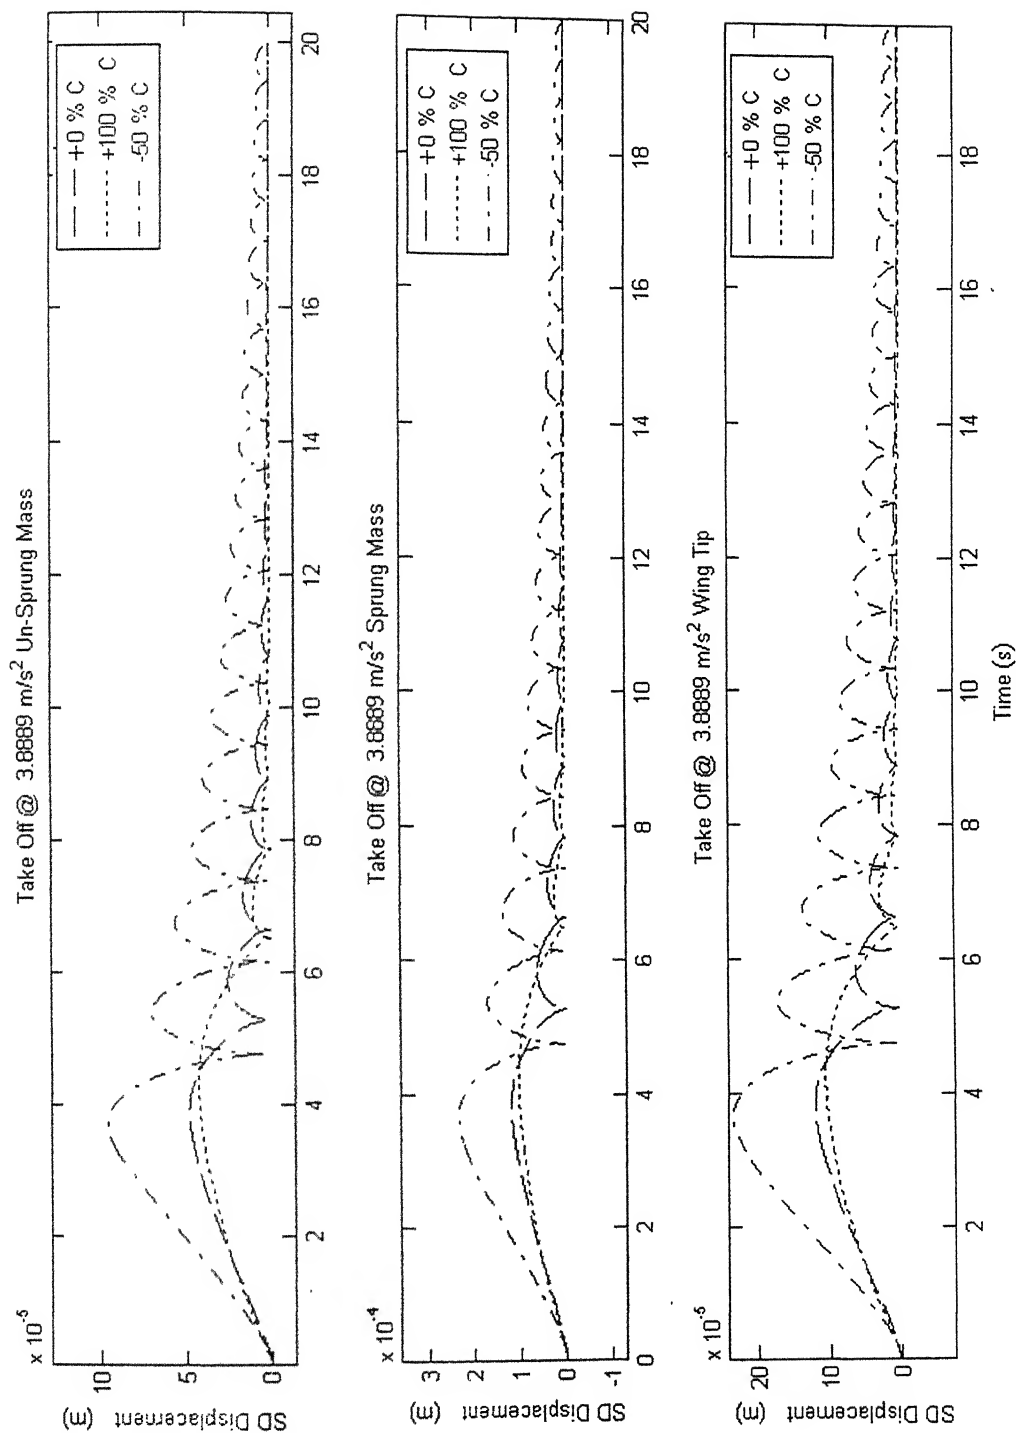 Take Off @ 3.8889 m/s² Un-Sprung Mass
x 10⁻⁵
10
5
0
SD Displacement (m)
2
4
6
8
10
12
14
16
18
20
+0 % C
+100 % C
-50 % C
Take Off @ 3.8889 m/s² Sprung Mass
x 10⁻⁴
3
2
1
0
-1
SD Displacement (m)
0
2
4
6
8
10
12
14
16
18
20
+0 % C
+100 % C
-50 % C
Take Off @ 3.8889 m/s² Wing Tip
x 10⁻⁵
20
10
0
SD Displacement (m)
2
4
6
8
10
12
14
16
18
+0 % C
+100 % C
-50 % C
Time (s)